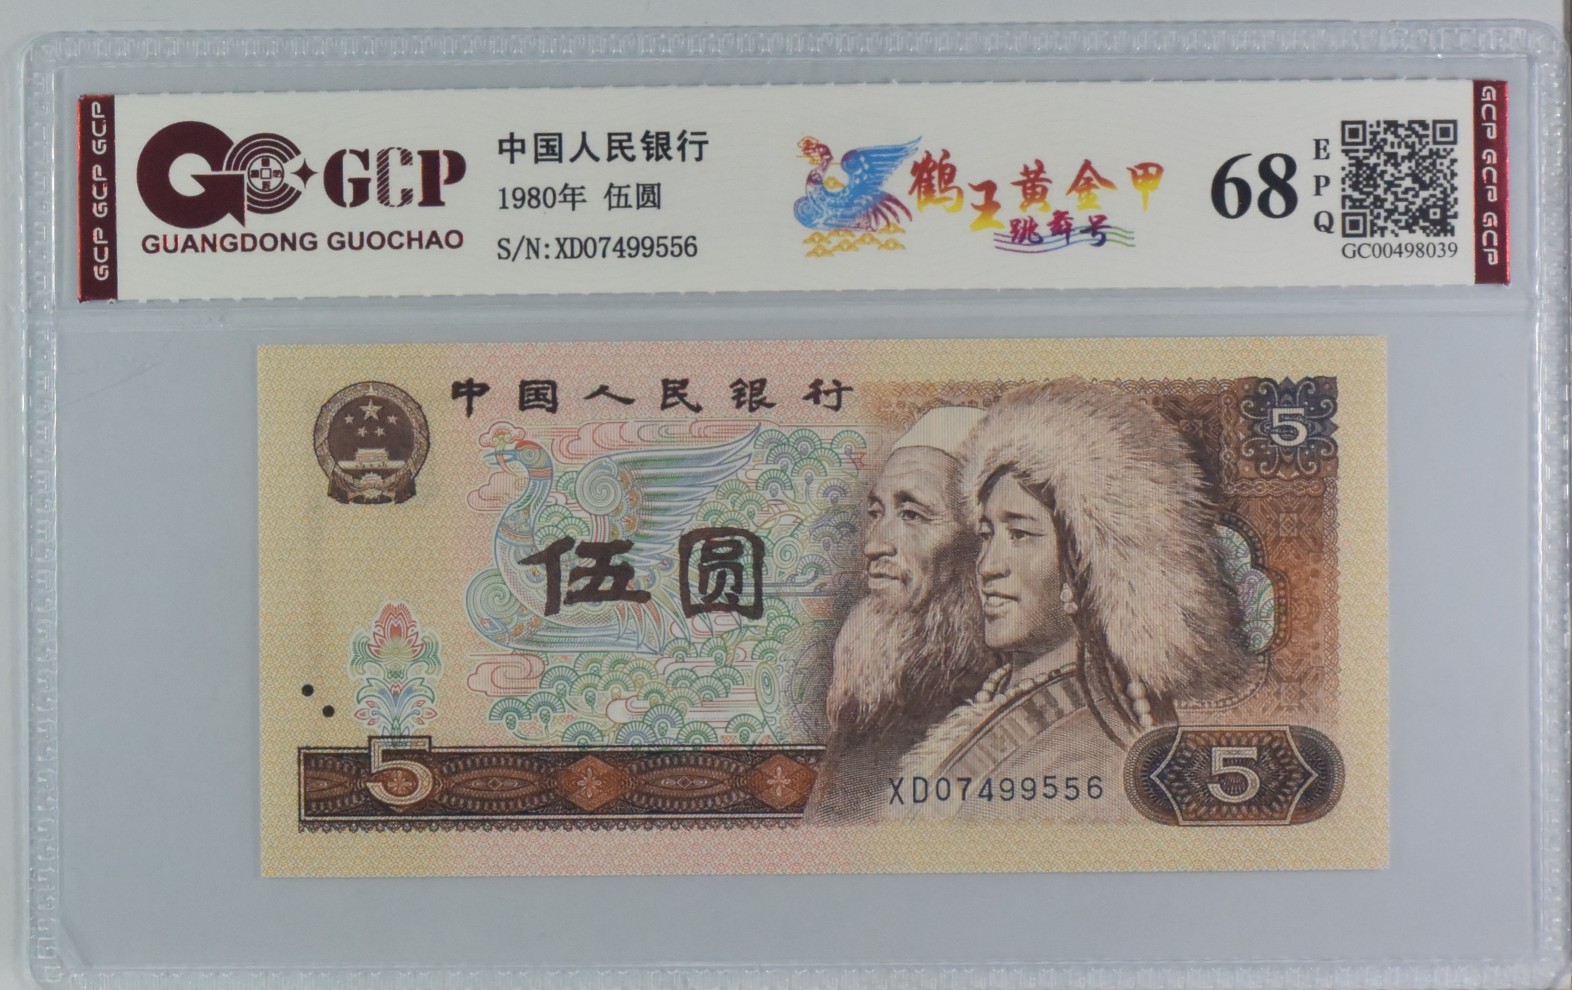 GCP GCP GCP
GCP
GUANGDONG GUOCHAO
中国人民银行
1980年 伍圆
S/N:XD07499556
鹤王黄金甲
跳舞号
68
EPQ
GC00498039
GCP GCP GCP
中国人民银行
5
伍圆
5
XD07499556
5